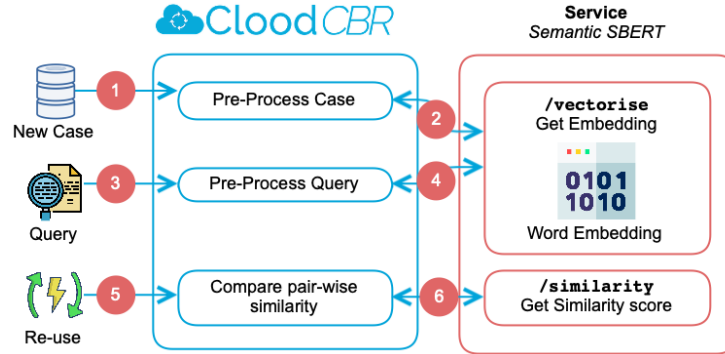 CloodCBR
Service
Semantic SBERT
New Case
1
Pre-Process Case
2
/vectorise
Get Embedding
0101
1010
Word Embedding
Query
3
Pre-Process Query
4
Re-use
5
Compare pair-wise
similarity
6
/similarity
Get Similarity score